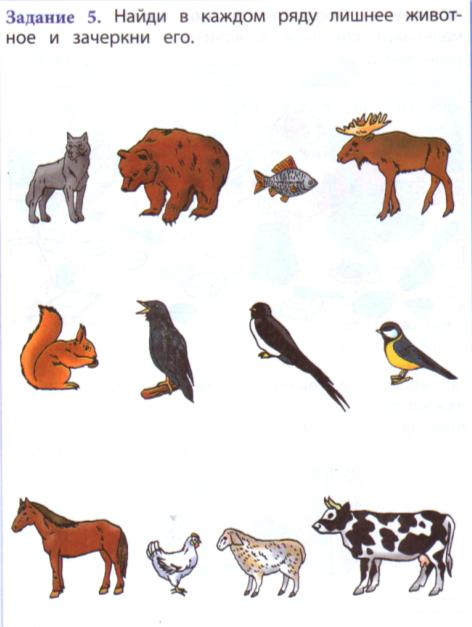 Задание 5. Найди в каждом ряду лишнее живот-
ное и зачеркни его.